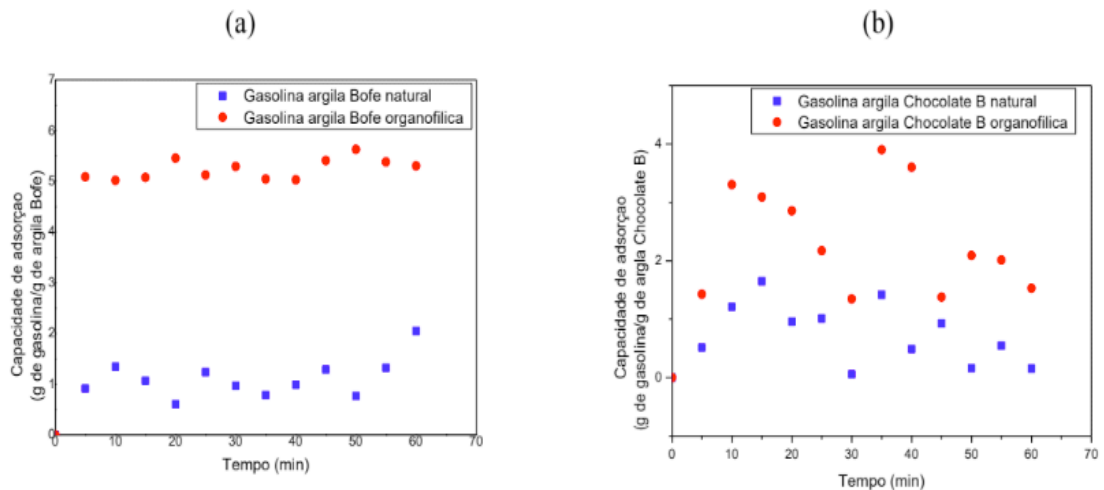 (a)
(b)
Gasolina argila Bofe natural
Gasolina argila Bofe organofilica
Capacidade de adsorçao
(g de gasolina/g de argila Bofe)
7
6
5
4
3
2
1
0
0 10 20 30 40 50 60 70
Tempo (min)
Gasolina argila Chocolate B natural
Gasolina argila Chocolate B organofilica
Capacidade de adsorçao
(g de gasolina/g de argla Chocolate B)
4
2
0
0 10 20 30 40 50 60 70
Tempo (min)